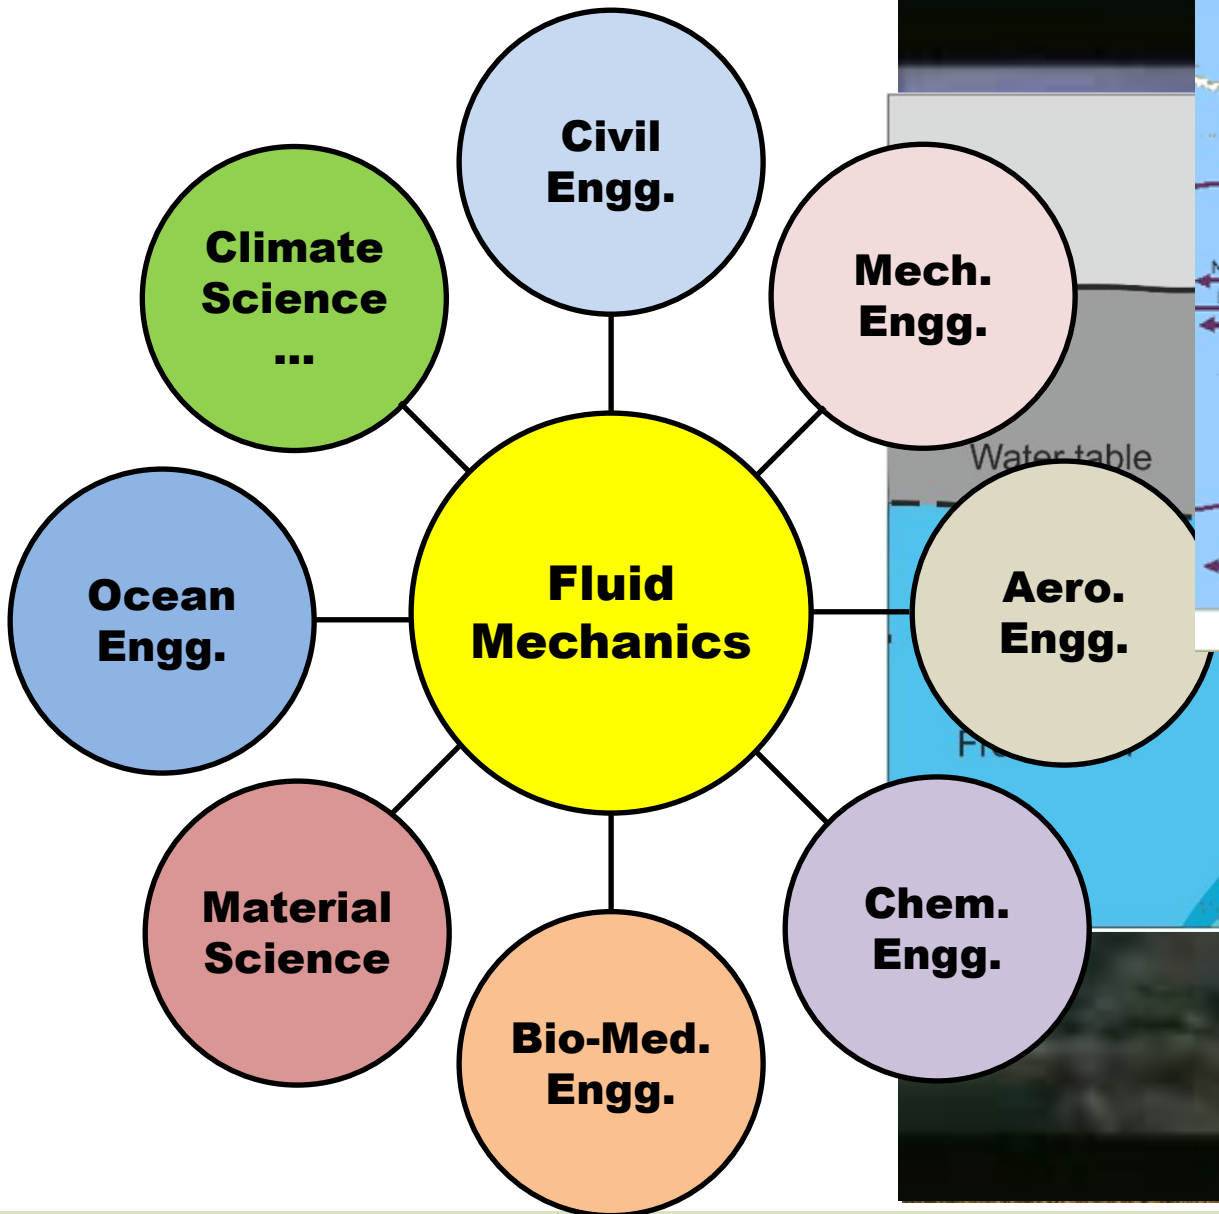 Civil
Engg.
Climate
Science
...
Mech.
Engg.
Water table
Ocean
Engg.
Fluid
Mechanics
Aero.
Engg.
Material
Science
Chem.
Engg.
Bio-Med.
Engg.